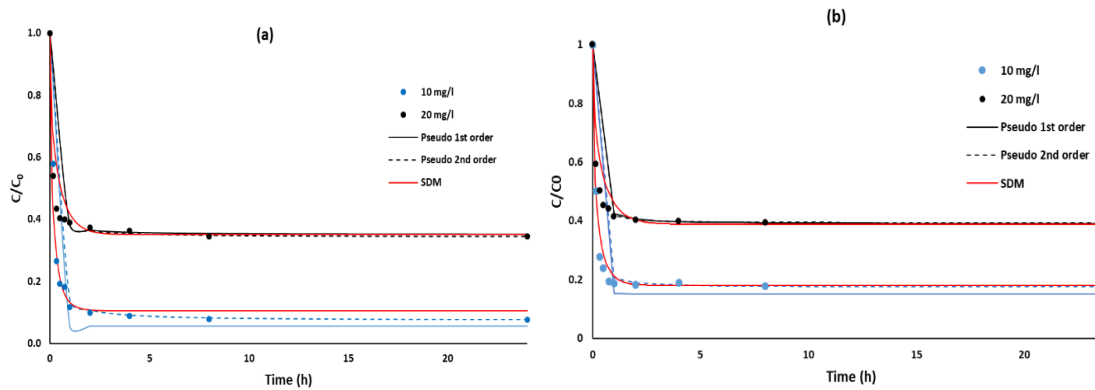 (a)
1.0
0.8
0.6
0.4
0.2
0.0
C/C₀
0
5
10
15
20
Time (h)
10 mg/l
20 mg/l
Pseudo 1st order
Pseudo 2nd order
SDM
(b)
1
0.8
0.6
0.4
0.2
0
C/C0
0
5
10
15
20
Time (h)
10 mg/l
20 mg/l
Pseudo 1st order
Pseudo 2nd order
SDM